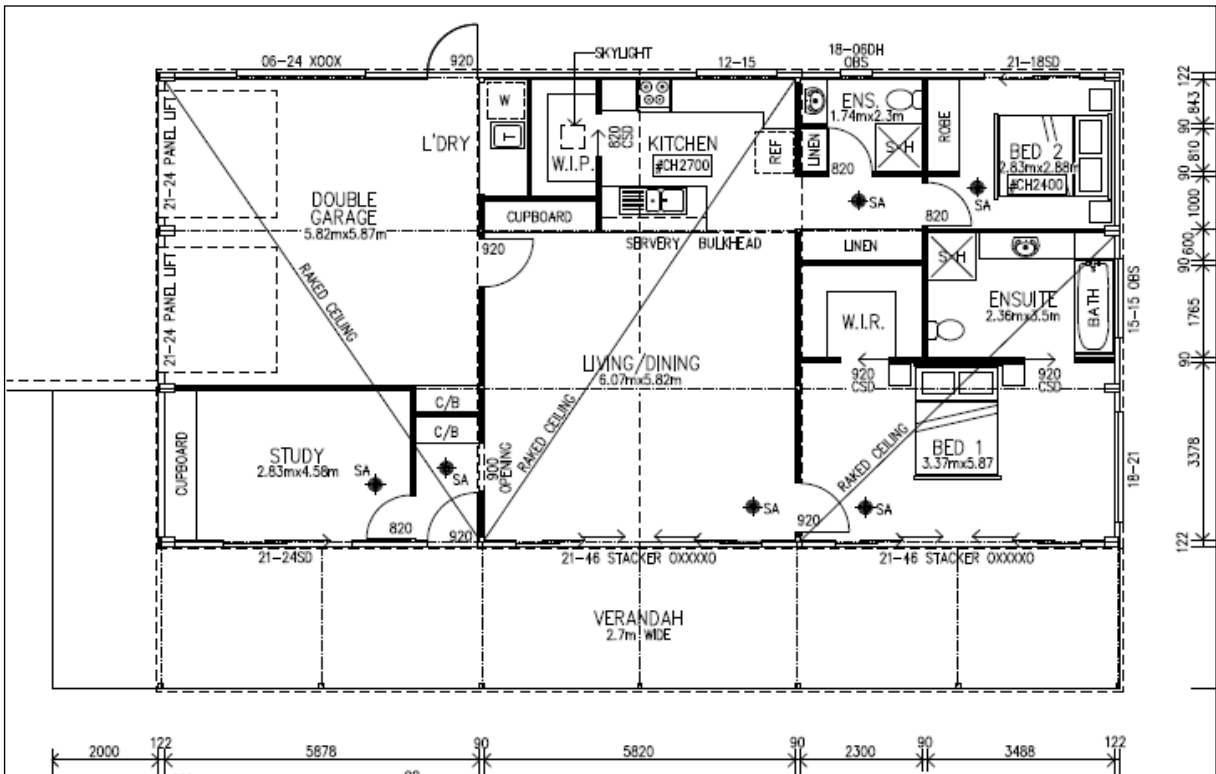 06-24 XOOX
920
SKYLIGHT
12-15
18-06DH
OBS
21-18SD
122
843
90
810
90
1000
600
90
1765
90
3378
122
21-24 PANEL LIFT
21-24 PANEL LIFT
W
T
L'DRY
W.I.P.
820
CSD
KITCHEN
#CH2700
REF
LINEN
ENS.
1.74mx2.3m
S-H
820
ROBE
BED 2
2.83mx2.88m
#CH2400
SA
SA
820
DOUBLE
GARAGE
5.82mx5.87m
CUPBOARD
920
SERVERY BULKHEAD
LINEN
S-H
ENSUITE
2.36mx3.5m
BATH
15-15 OBS
RAKED CEILING
W.I.R.
LIVING/DINING
6.07mx5.82m
920
CSD
920
CSD
C/B
C/B
CUPBOARD
STUDY
2.83mx4.58m
SA
SA
900
OPENING
RAKED CEILING
RAKED CEILING
BED 1
3.37mx5.87
18-21
SA
SA
820
920
920
21-24SD
21-46 STACKER OXXXXO
21-46 STACKER OXXXXO
VERANDAH
2.7m WIDE
2000
122
5878
90
5820
90
2300
90
3488
122